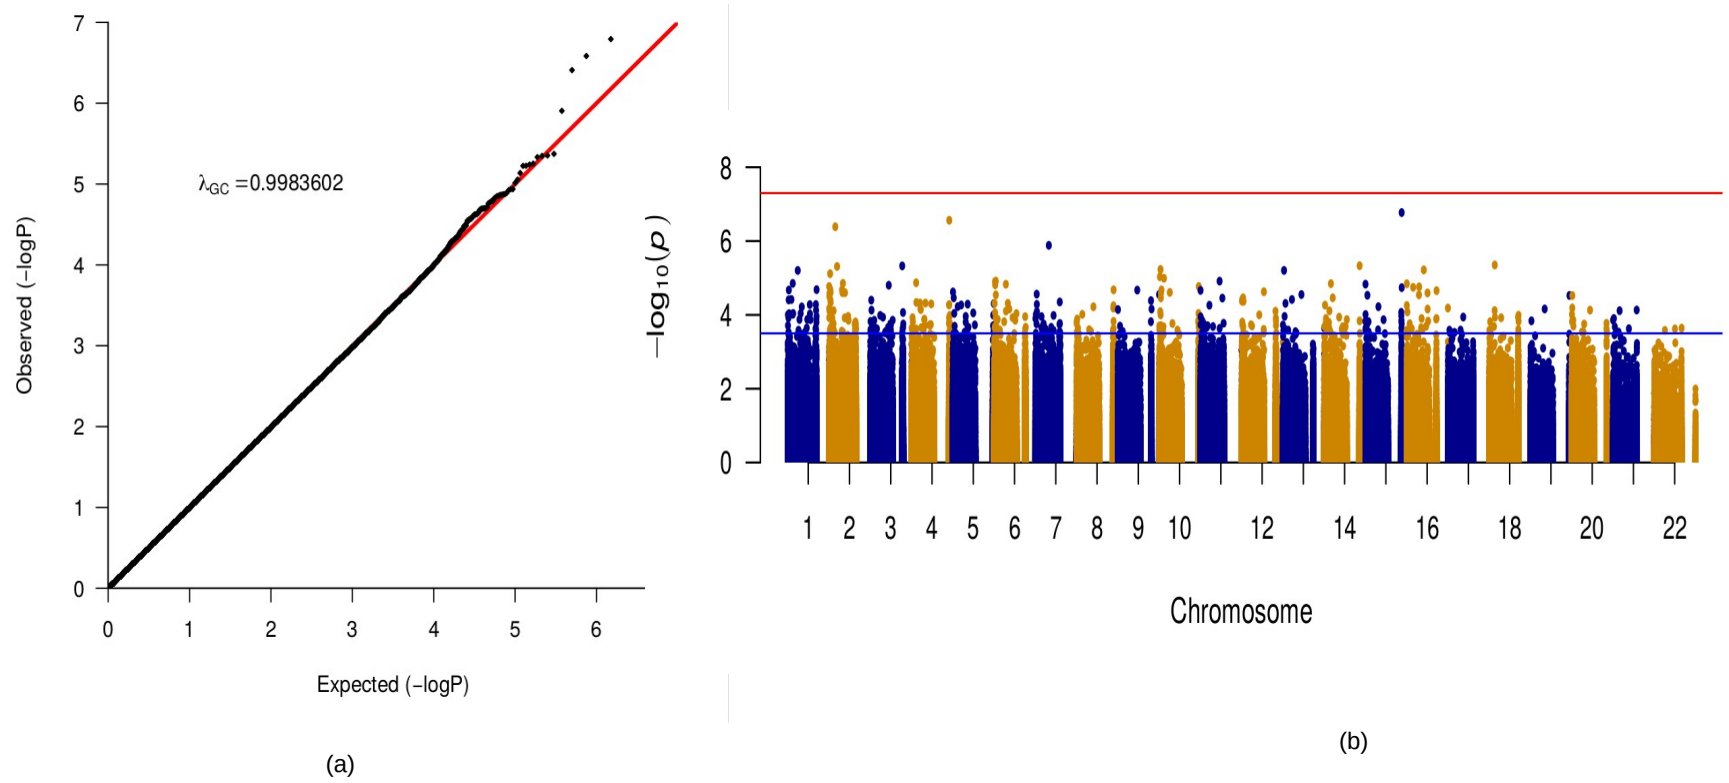 7
6
5
4
3
2
1
0
Observed (−logP)
λGC =0.9983602
0 1 2 3 4 5 6
Expected (−logP)
(a)
8
6
4
2
0
−log10(p)
1 2 3 4 5 6 7 8 9 10 12 14 16 18 20 22
Chromosome
(b)